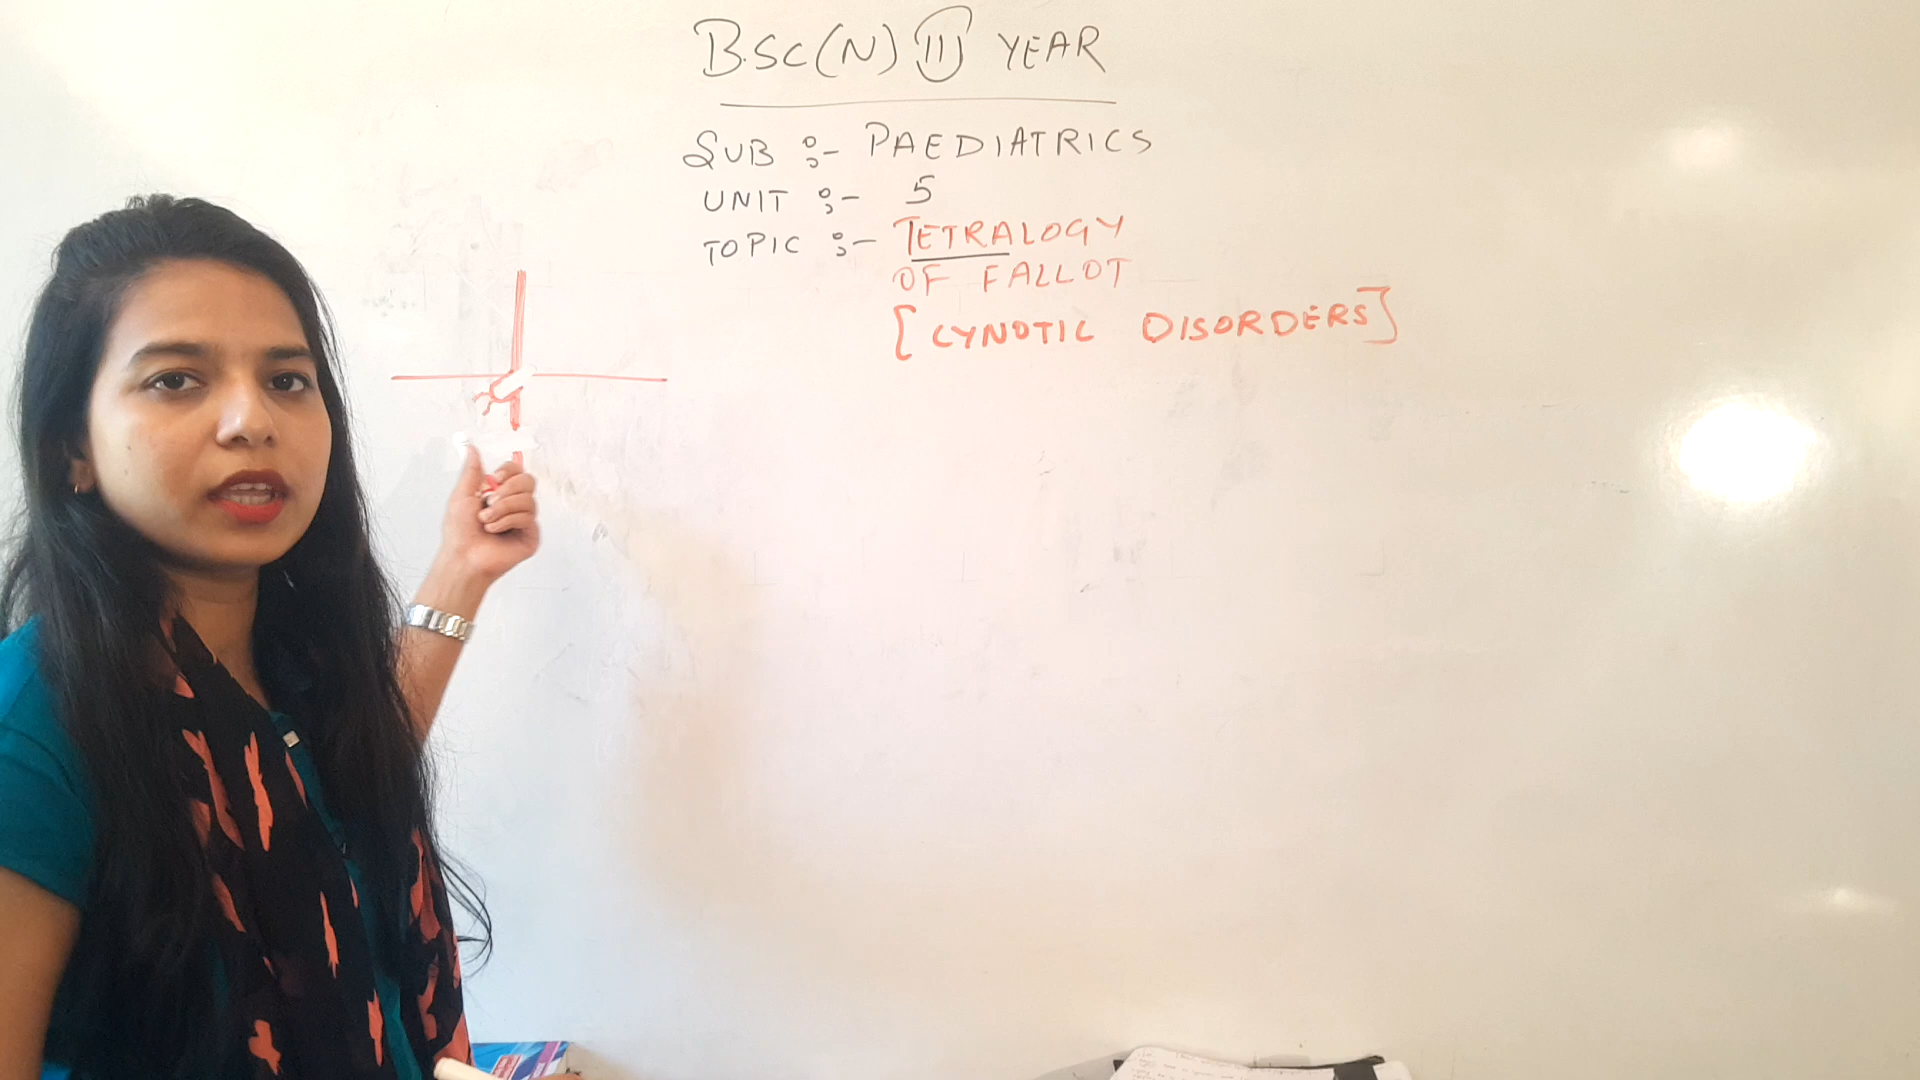 B.SC(N) III YEAR
SUB :- PAEDIATRICS
UNIT :- 5
TOPIC :- TETRALOGY
OF FALLOT
[CYNOTIC DISORDERS]